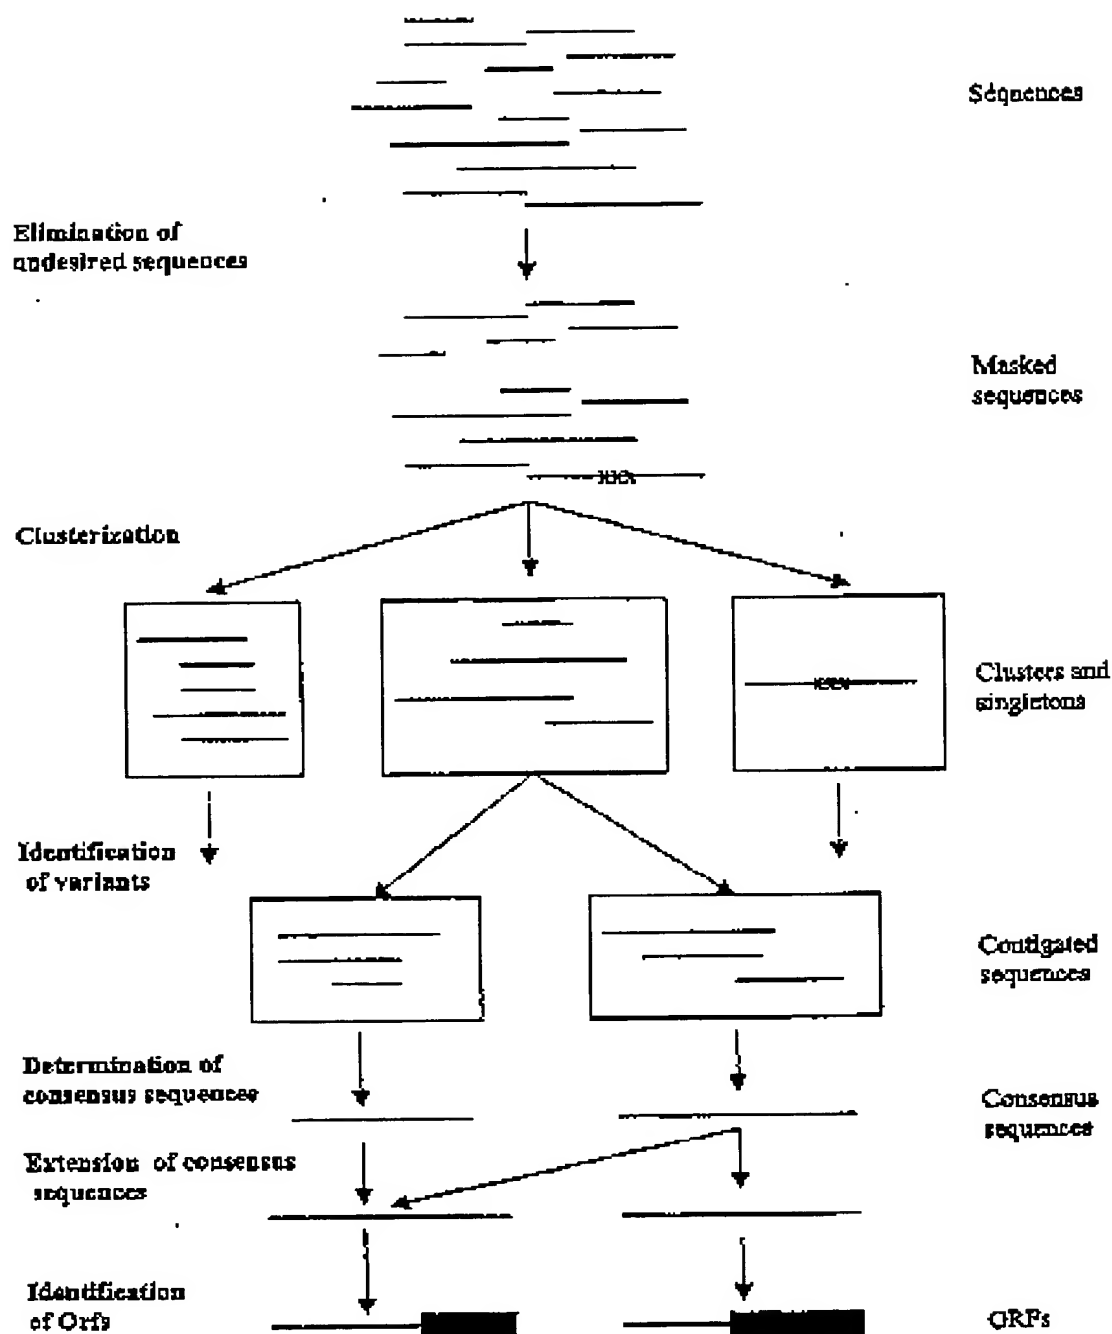 Séquences
Elimination of
undesired sequences
Masked
sequences
Clusterization
Clusters and
singletons
Identification
of variants
Contigated
sequences
Determination of
consensus sequences
Consensus
sequences
Extension of consensus
sequences
Identification
of Orfs
ORFs